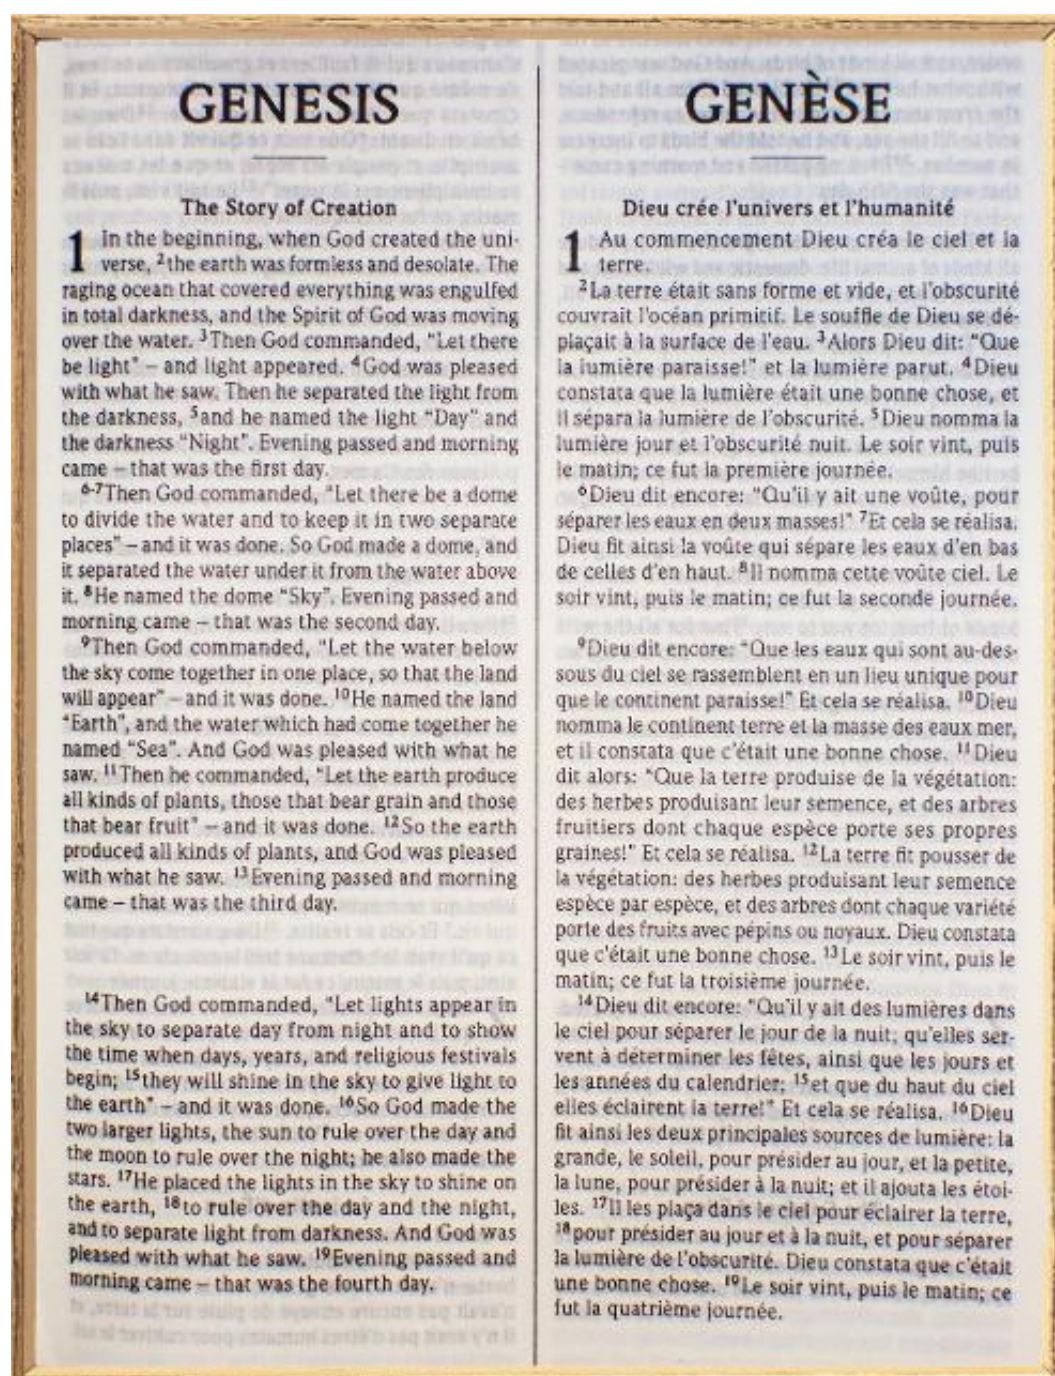 GENESIS
The Story of Creation
1 In the beginning, when God created the uni-
verse, 2the earth was formless and desolate. The
raging ocean that covered everything was engulfed
in total darkness, and the Spirit of God was moving
over the water. 3Then God commanded, "Let there
be light" – and light appeared. 4God was pleased
with what he saw. Then he separated the light from
the darkness, 5and he named the light "Day" and
the darkness "Night". Evening passed and morning
came – that was the first day.
6-7Then God commanded, "Let there be a dome
to divide the water and to keep it in two separate
places" – and it was done. So God made a dome, and
it separated the water under it from the water above
it. 8He named the dome "Sky". Evening passed and
morning came – that was the second day.
9Then God commanded, "Let the water below
the sky come together in one place, so that the land
will appear" – and it was done. 10He named the land
"Earth", and the water which had come together he
named "Sea". And God was pleased with what he
saw. 11Then he commanded, "Let the earth produce
all kinds of plants, those that bear grain and those
that bear fruit" – and it was done. 12So the earth
produced all kinds of plants, and God was pleased
with what he saw. 13Evening passed and morning
came – that was the third day.
14Then God commanded, "Let lights appear in
the sky to separate day from night and to show
the time when days, years, and religious festivals
begin; 15they will shine in the sky to give light to
the earth" – and it was done. 16So God made the
two larger lights, the sun to rule over the day and
the moon to rule over the night; he also made the
stars. 17He placed the lights in the sky to shine on
the earth, 18to rule over the day and the night,
and to separate light from darkness. And God was
pleased with what he saw. 19Evening passed and
morning came – that was the fourth day.
GENÈSE
Dieu crée l'univers et l'humanité
1 Au commencement Dieu créa le ciel et la
terre.
2La terre était sans forme et vide, et l'obscurité
couvrait l'océan primitif. Le souffle de Dieu se dé-
plaçait à la surface de l'eau. 3Alors Dieu dit: "Que
la lumière paraisse!" et la lumière parut. 4Dieu
constata que la lumière était une bonne chose, et
il sépara la lumière de l'obscurité. 5Dieu nomma la
lumière jour et l'obscurité nuit. Le soir vint, puis
le matin; ce fut la première journée.
6Dieu dit encore: "Qu'il y ait une voûte, pour
séparer les eaux en deux masses!" 7Et cela se réalisa.
Dieu fit ainsi la voûte qui sépare les eaux d'en bas
de celles d'en haut. 8Il nomma cette voûte ciel. Le
soir vint, puis le matin; ce fut la seconde journée.
9Dieu dit encore: "Que les eaux qui sont au-des-
sous du ciel se rassemblent en un lieu unique pour
que le continent paraisse!" Et cela se réalisa. 10Dieu
nomma le continent terre et la masse des eaux mer,
et il constata que c'était une bonne chose. 11Dieu
dit alors: "Que la terre produise de la végétation:
des herbes produisant leur semence, et des arbres
fruitiers dont chaque espèce porte ses propres
graines!" Et cela se réalisa. 12La terre fit pousser de
la végétation: des herbes produisant leur semence
espèce par espèce, et des arbres dont chaque variété
porte des fruits avec pépins ou noyaux. Dieu constata
que c'était une bonne chose. 13Le soir vint, puis le
matin; ce fut la troisième journée.
14Dieu dit encore: "Qu'il y ait des lumières dans
le ciel pour séparer le jour de la nuit; qu'elles ser-
vent à déterminer les fêtes, ainsi que les jours et
les années du calendrier; 15et que du haut du ciel
elles éclairent la terre!" Et cela se réalisa. 16Dieu
fit ainsi les deux principales sources de lumière: la
grande, le soleil, pour présider au jour, et la petite,
la lune, pour présider à la nuit; et il ajouta les étoi-
les. 17Il les plaça dans le ciel pour éclairer la terre,
18pour présider au jour et à la nuit, et pour séparer
la lumière de l'obscurité. Dieu constata que c'était
une bonne chose. 19Le soir vint, puis le matin; ce
fut la quatrième journée.